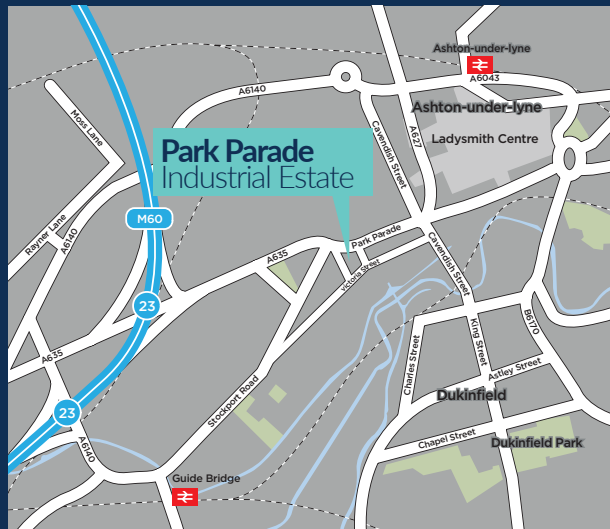 Ashton-under-lyne
A6043
A6140
Ashton-under-lyne
Moss Lane
Cavendish Street
A627
Ladysmith Centre
Park Parade
Industrial Estate
Rayner Lane
A6140
M60
Park Parade
A635
Victoria Street
Cavendish Street
23
King Street
B6170
Charles Street
A635
Astley Street
Stockport Road
Dukinfield
23
A6140
Chapel Street
Dukinfield Park
Guide Bridge